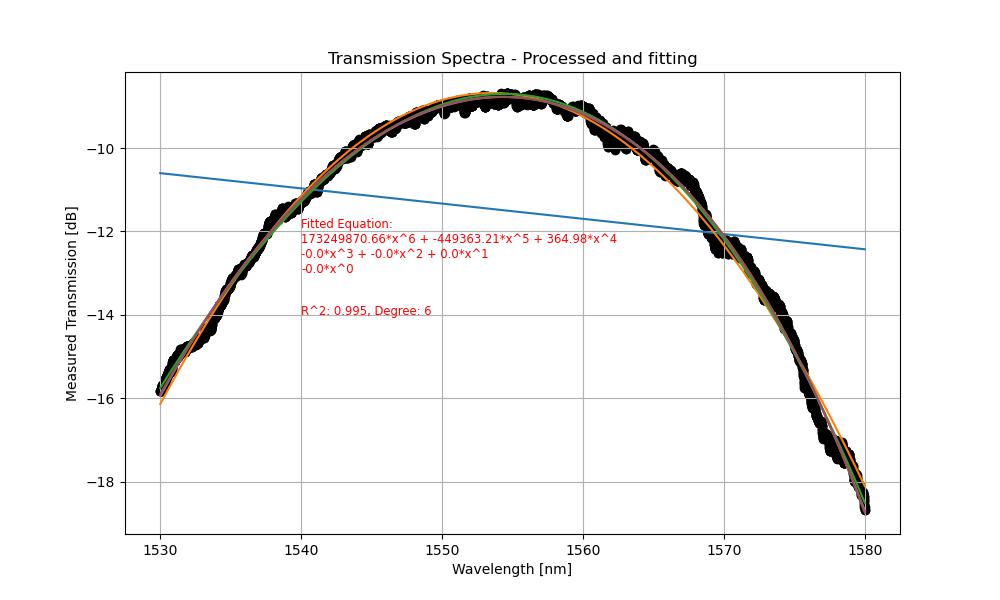 Transmission Spectra - Processed and fitting
Measured Transmission [dB]
−10
−12
−14
−16
−18
Fitted Equation:
173249870.66*x^6 + -449363.21*x^5 + 364.98*x^4
-0.0*x^3 + -0.0*x^2 + 0.0*x^1
-0.0*x^0
R^2: 0.995, Degree: 6
1530 1540 1550 1560 1570 1580
Wavelength [nm]